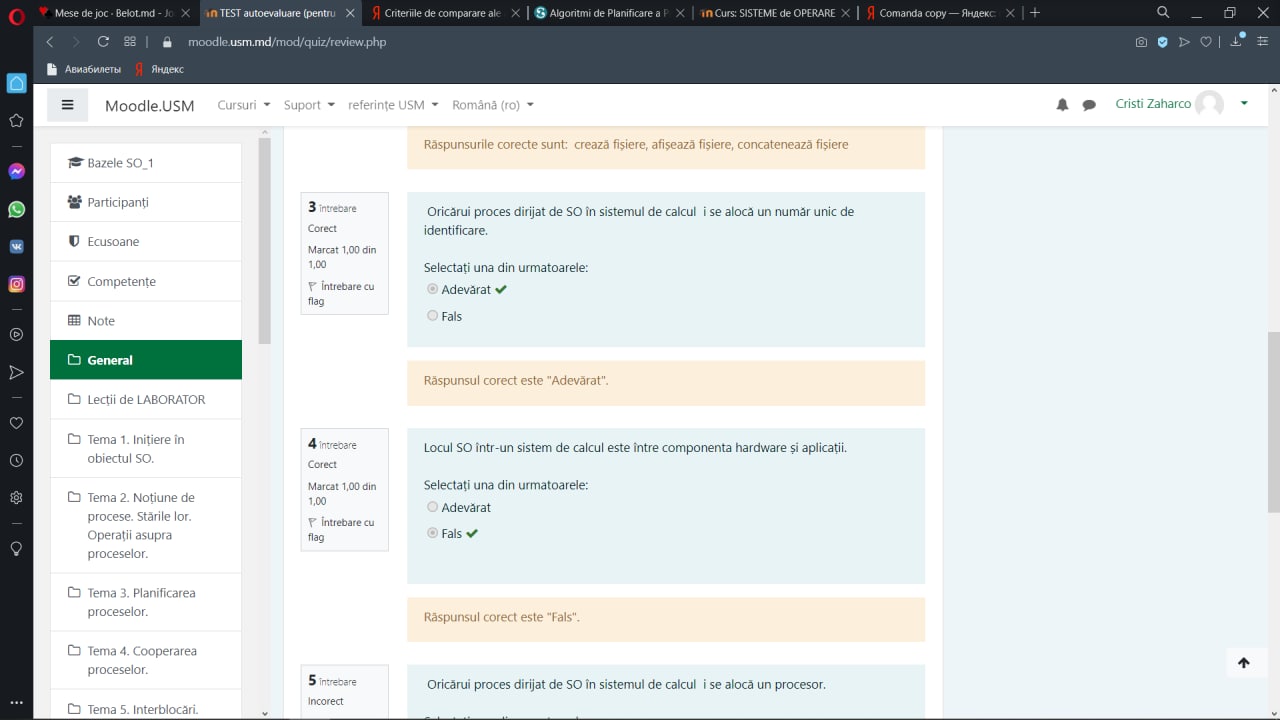 Mese de joc - Belot.md - Jo
TEST autoevaluare (pentru
Criteriile de comparare ale
Algoritmi de Planificare a P
Curs SISTEME de OPERARE
Comanda copy — Яндекс:
moodle.usm.md/mod/quiz/review.php
Авиабилеты
Яндекс
Moodle.USM
Cursuri
Suport
referințe USM
Română (ro)
Cristi Zaharco
Bazele SO_1
Participanți
Ecusoane
Competențe
Note
General
Lecții de LABORATOR
Tema 1. Inițiere în
obiectul SO.
Tema 2. Noțiune de
procese. Stările lor.
Operații asupra
proceselor.
Tema 3. Planificarea
proceselor.
Tema 4. Cooperarea
proceselor.
Tema 5. Interblocări.
Răspunsurile corecte sunt: crează fișiere, afișează fișiere, concatenează fișiere
3 întrebare
Corect
Marcat 1,00 din
1,00
Întrebare cu
flag
Oricărui proces dirijat de SO în sistemul de calcul i se alocă un număr unic de
identificare.
Selectați una din urmatoarele:
Adevărat
Fals
Răspunsul corect este "Adevărat".
4 întrebare
Corect
Marcat 1,00 din
1,00
Întrebare cu
flag
Locul SO într-un sistem de calcul este între componenta hardware și aplicații.
Selectați una din urmatoarele:
Adevărat
Fals
Răspunsul corect este "Fals".
5 întrebare
Incorect
Oricărui proces dirijat de SO în sistemul de calcul i se alocă un procesor.